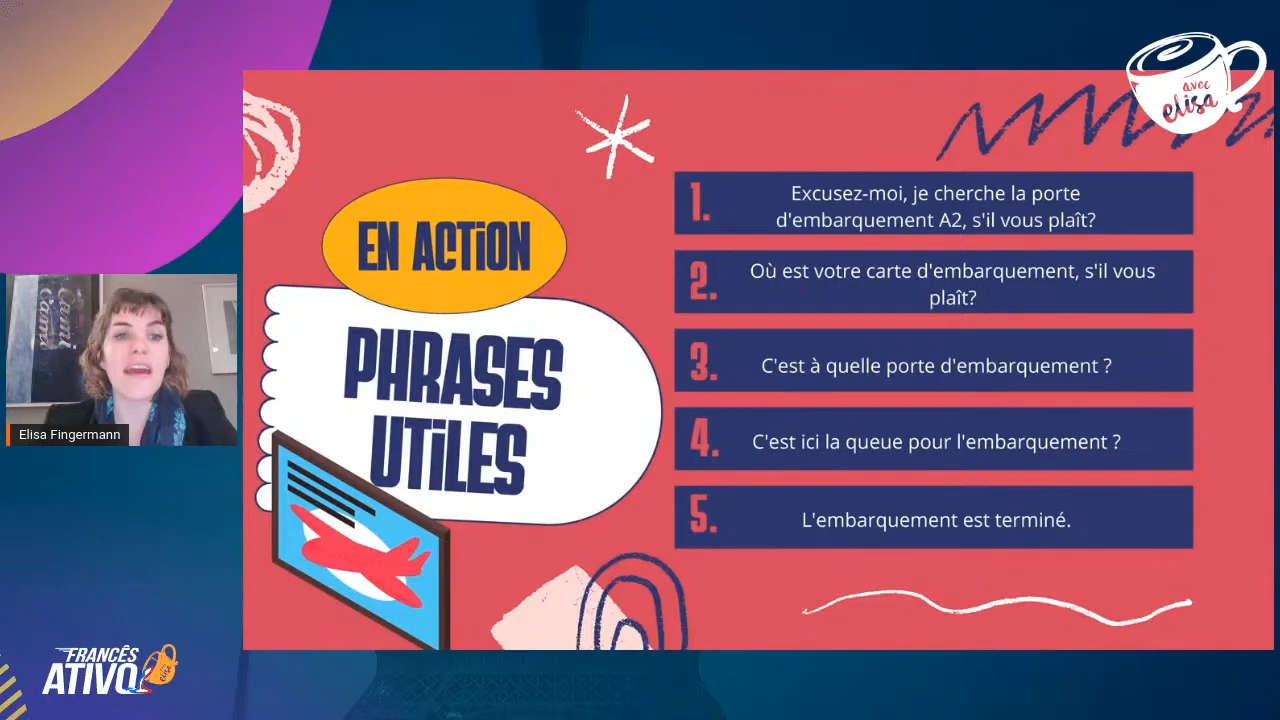 avec
elisa
EN ACTION
PHRASES
UTILES
1.
Excusez-moi, je cherche la porte
d'embarquement A2, s'il vous plaît?
2.
Où est votre carte d'embarquement, s'il vous
plaît?
3.
C'est à quelle porte d'embarquement ?
4.
C'est ici la queue pour l'embarquement ?
5.
L'embarquement est terminé.
Elisa Fingermann
FRANCÊS
ATIVO